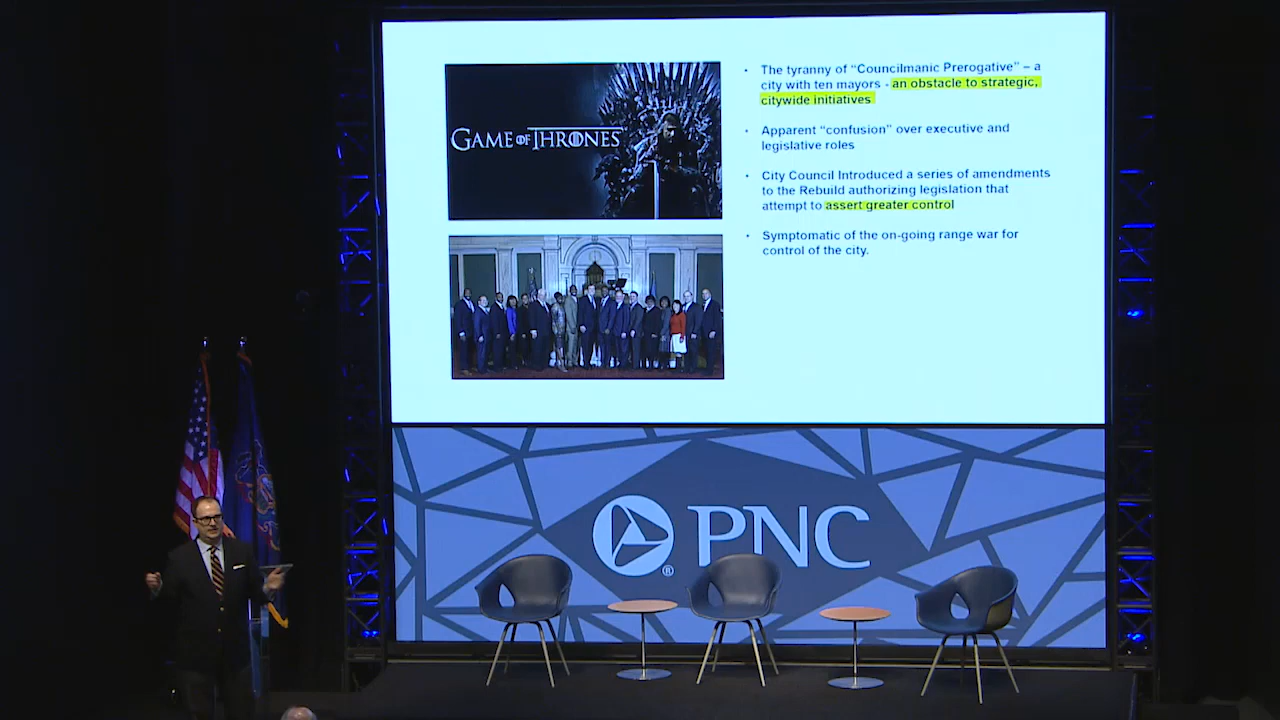 GAME OF THRONES
• The tyranny of “Councilmanic Prerogative” – a
city with ten mayors - an obstacle to strategic,
citywide initiatives
• Apparent “confusion” over executive and
legislative roles
• City Council Introduced a series of amendments
to the Rebuild authorizing legislation that
attempt to assert greater control
• Symptomatic of the on-going range war for
control of the city.
PNC
®